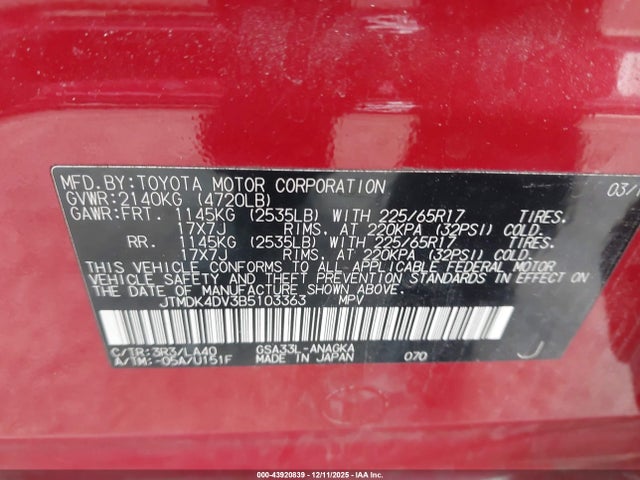 MFD.BY:TOYOTA MOTOR CORPORATION 03/
GVWR:2140KG (4720LB)
GAWR:FRT. 1145KG (2535LB) WITH 225/65R17 TIRES.
17X7J RIMS, AT 220KPA (32PSI) COLD.
RR. 1145KG (2535LB) WITH 225/65R17 TIRES.
17X7J RIMS, AT 220KPA (32PSI) COLD.
THIS VEHICLE CONFORMS TO ALL APPLICABLE FEDERAL MOTOR
VEHICLE SAFETY AND THEFT PREVENTION STANDARDS IN EFFECT ON
THE DATE OF MANUFACTURE SHOWN ABOVE.
JTMDK4DV3B5103363 MPV
C/TR:3R3/LA40 GSA33L-ANAGKA
A/TM:-05A/U151F MADE IN JAPAN 070 J
000-43920839 - 12/11/2025 - IAA Inc.